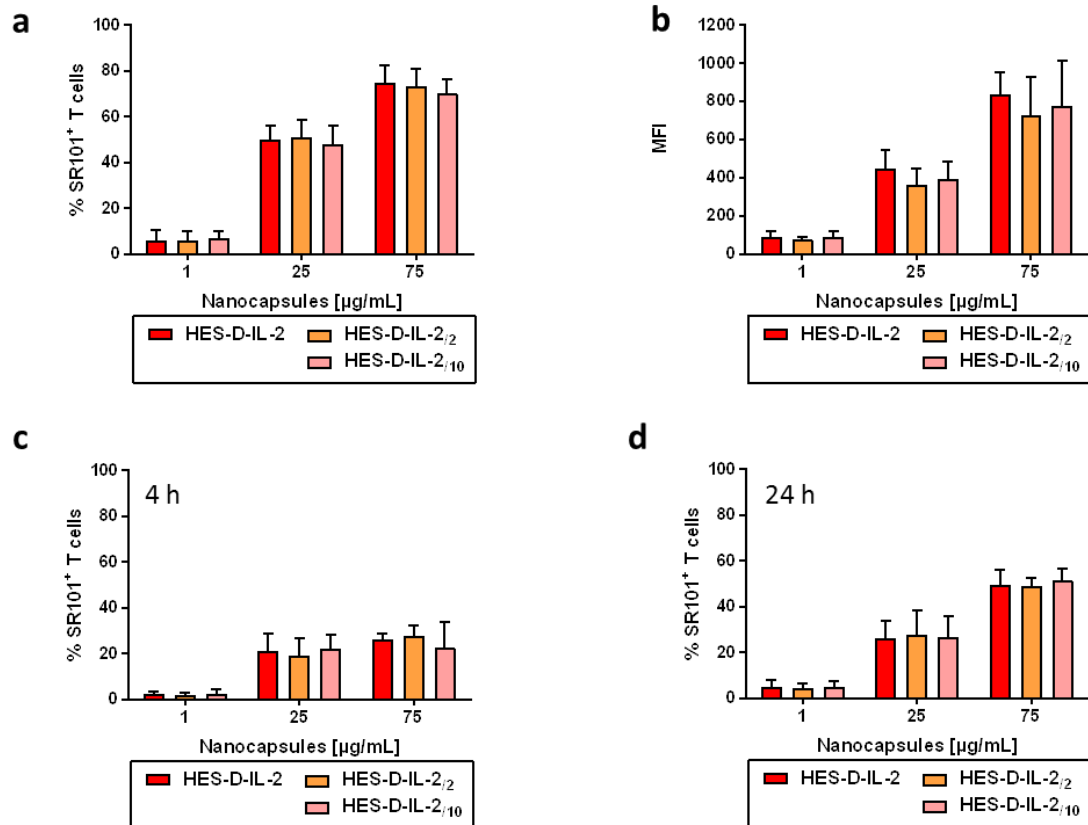 a
% SR101⁺ T cells
100
80
60
40
20
0
1 25 75
Nanocapsules [µg/mL]
HES-D-IL-2 HES-D-IL-2/2
HES-D-IL-2/10
b
MFI
1200
1000
800
600
400
200
0
1 25 75
Nanocapsules [µg/mL]
HES-D-IL-2 HES-D-IL-2/2
HES-D-IL-2/10
c
4 h
% SR101⁺ T cells
100
80
60
40
20
0
1 25 75
Nanocapsules [µg/mL]
HES-D-IL-2 HES-D-IL-2/2
HES-D-IL-2/10
d
24 h
% SR101⁺ T cells
100
80
60
40
20
0
1 25 75
Nanocapsules [µg/mL]
HES-D-IL-2 HES-D-IL-2/2
HES-D-IL-2/10